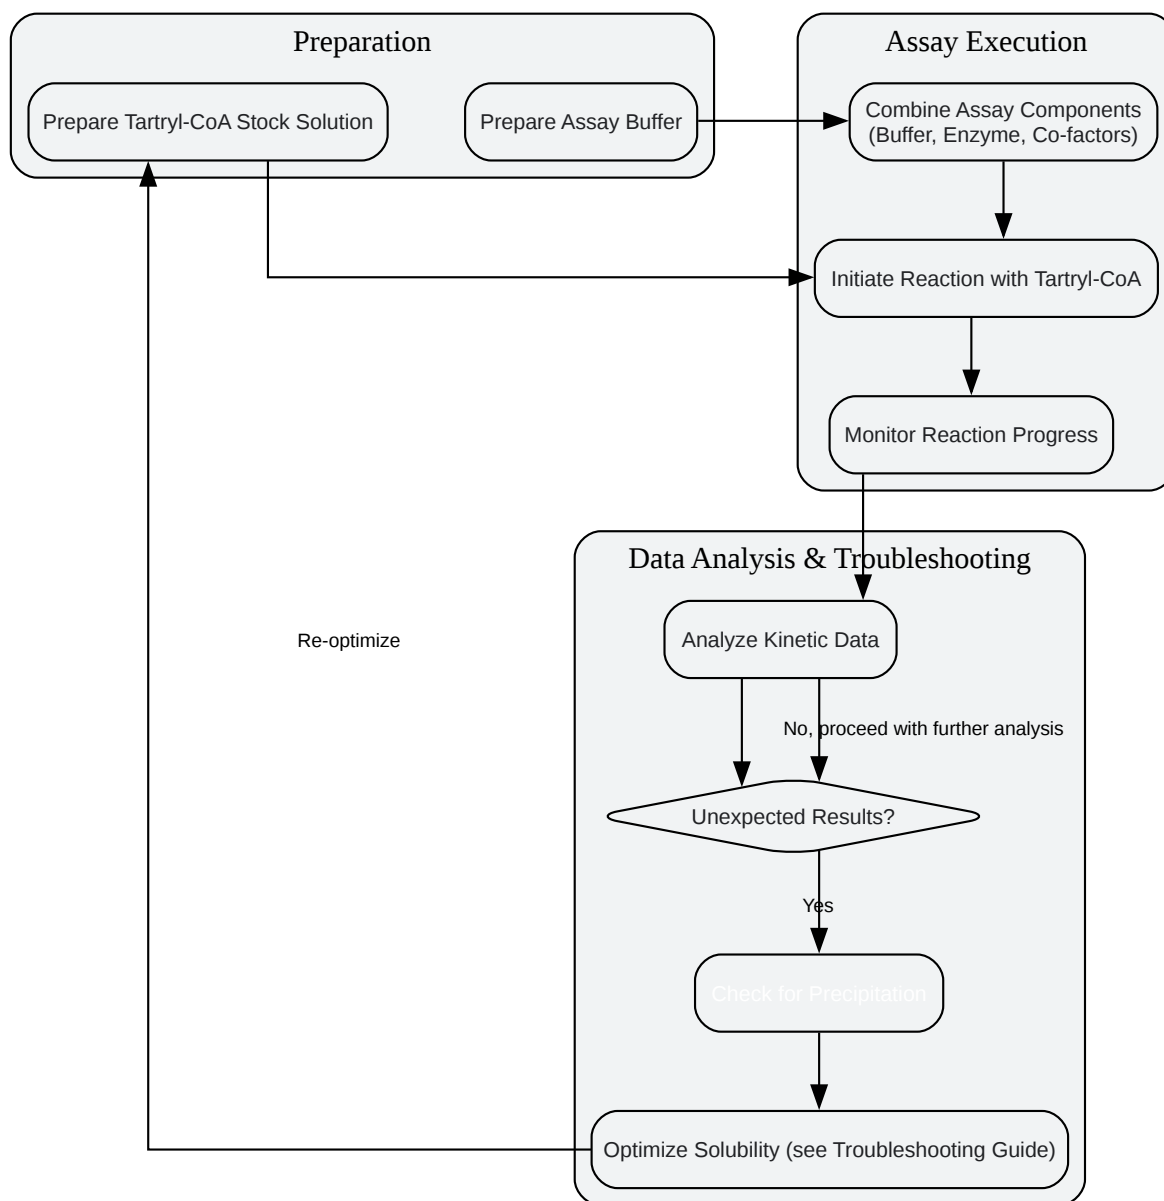 Preparation
Prepare Tartryl-CoA Stock Solution
Prepare Assay Buffer
Assay Execution
Combine Assay Components
(Buffer, Enzyme, Co-factors)
Initiate Reaction with Tartryl-CoA
Monitor Reaction Progress
Data Analysis & Troubleshooting
Analyze Kinetic Data
Re-optimize
No, proceed with further analysis
Unexpected Results?
Yes
Check for Precipitation
Optimize Solubility (see Troubleshooting Guide)